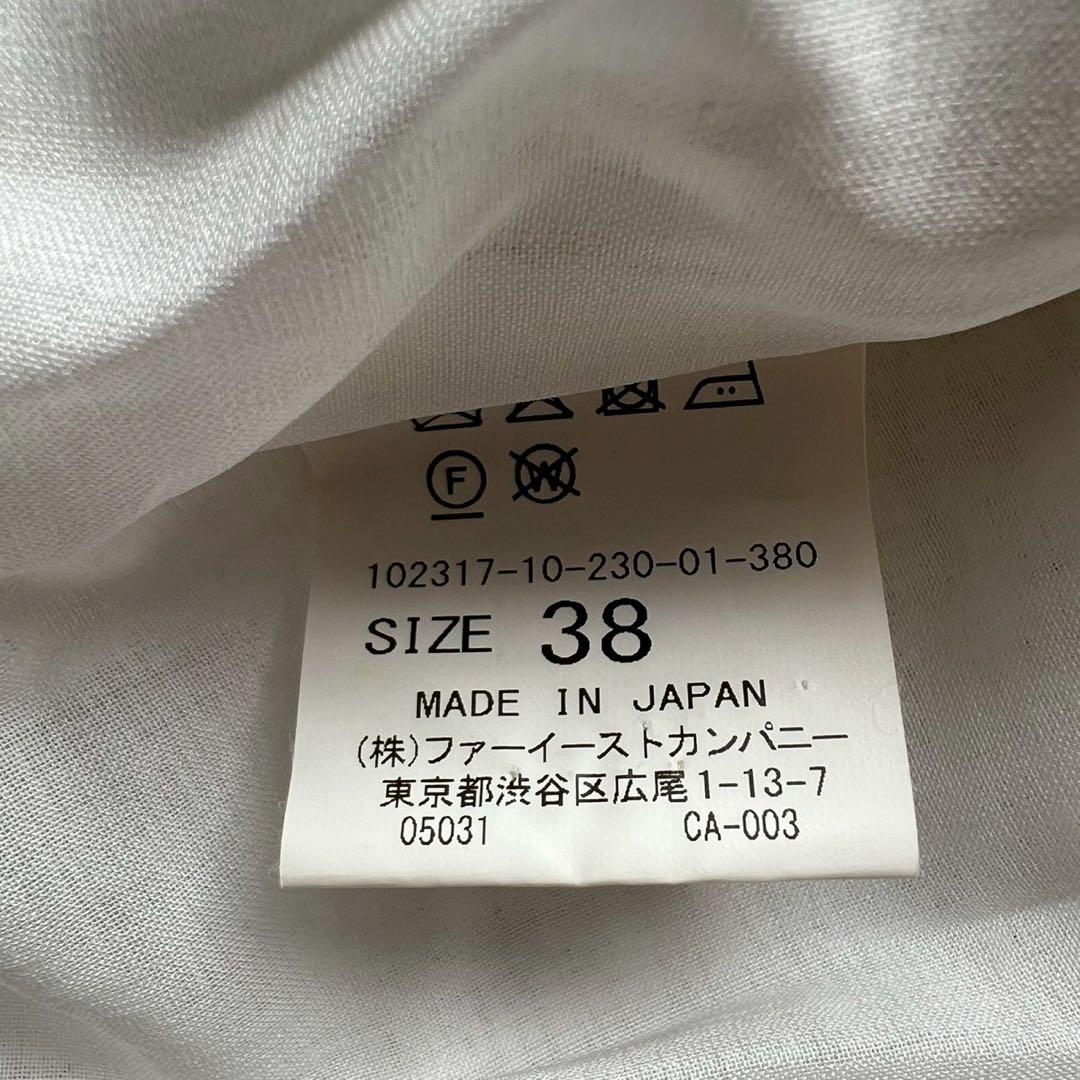 F W
102317-10-230-01-380
SIZE 38
MADE IN JAPAN
(株)ファーイーストカンパニー
東京都渋谷区広尾1-13-7
05031 CA-003